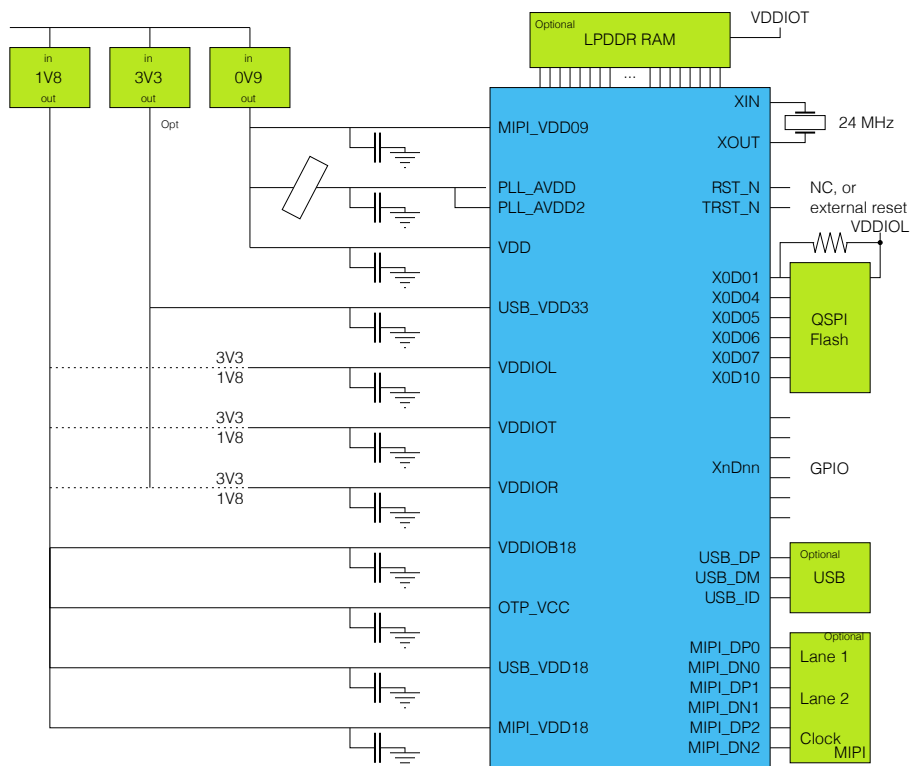 in
1V8
out
in
3V3
out
in
0V9
out
Opt
Optional
LPDDR RAM
VDDIOT
...
MIPI_VDD09
PLL_AVDD
PLL_AVDD2
VDD
USB_VDD33
3V3
1V8
VDDIOL
3V3
1V8
VDDIOT
3V3
1V8
VDDIOR
VDDIOB18
OTP_VCC
USB_VDD18
MIPI_VDD18
XIN
XOUT
24 MHz
RST_N
TRST_N
NC, or
external reset
VDDIOL
X0D01
X0D04
X0D05
X0D06
X0D07
X0D10
QSPI
Flash
XnDnn
GPIO
USB_DP
USB_DM
USB_ID
Optional
USB
MIPI_DP0
MIPI_DN0
MIPI_DP1
MIPI_DN1
MIPI_DP2
MIPI_DN2
Optional
Lane 1
Lane 2
Clock
MIPI